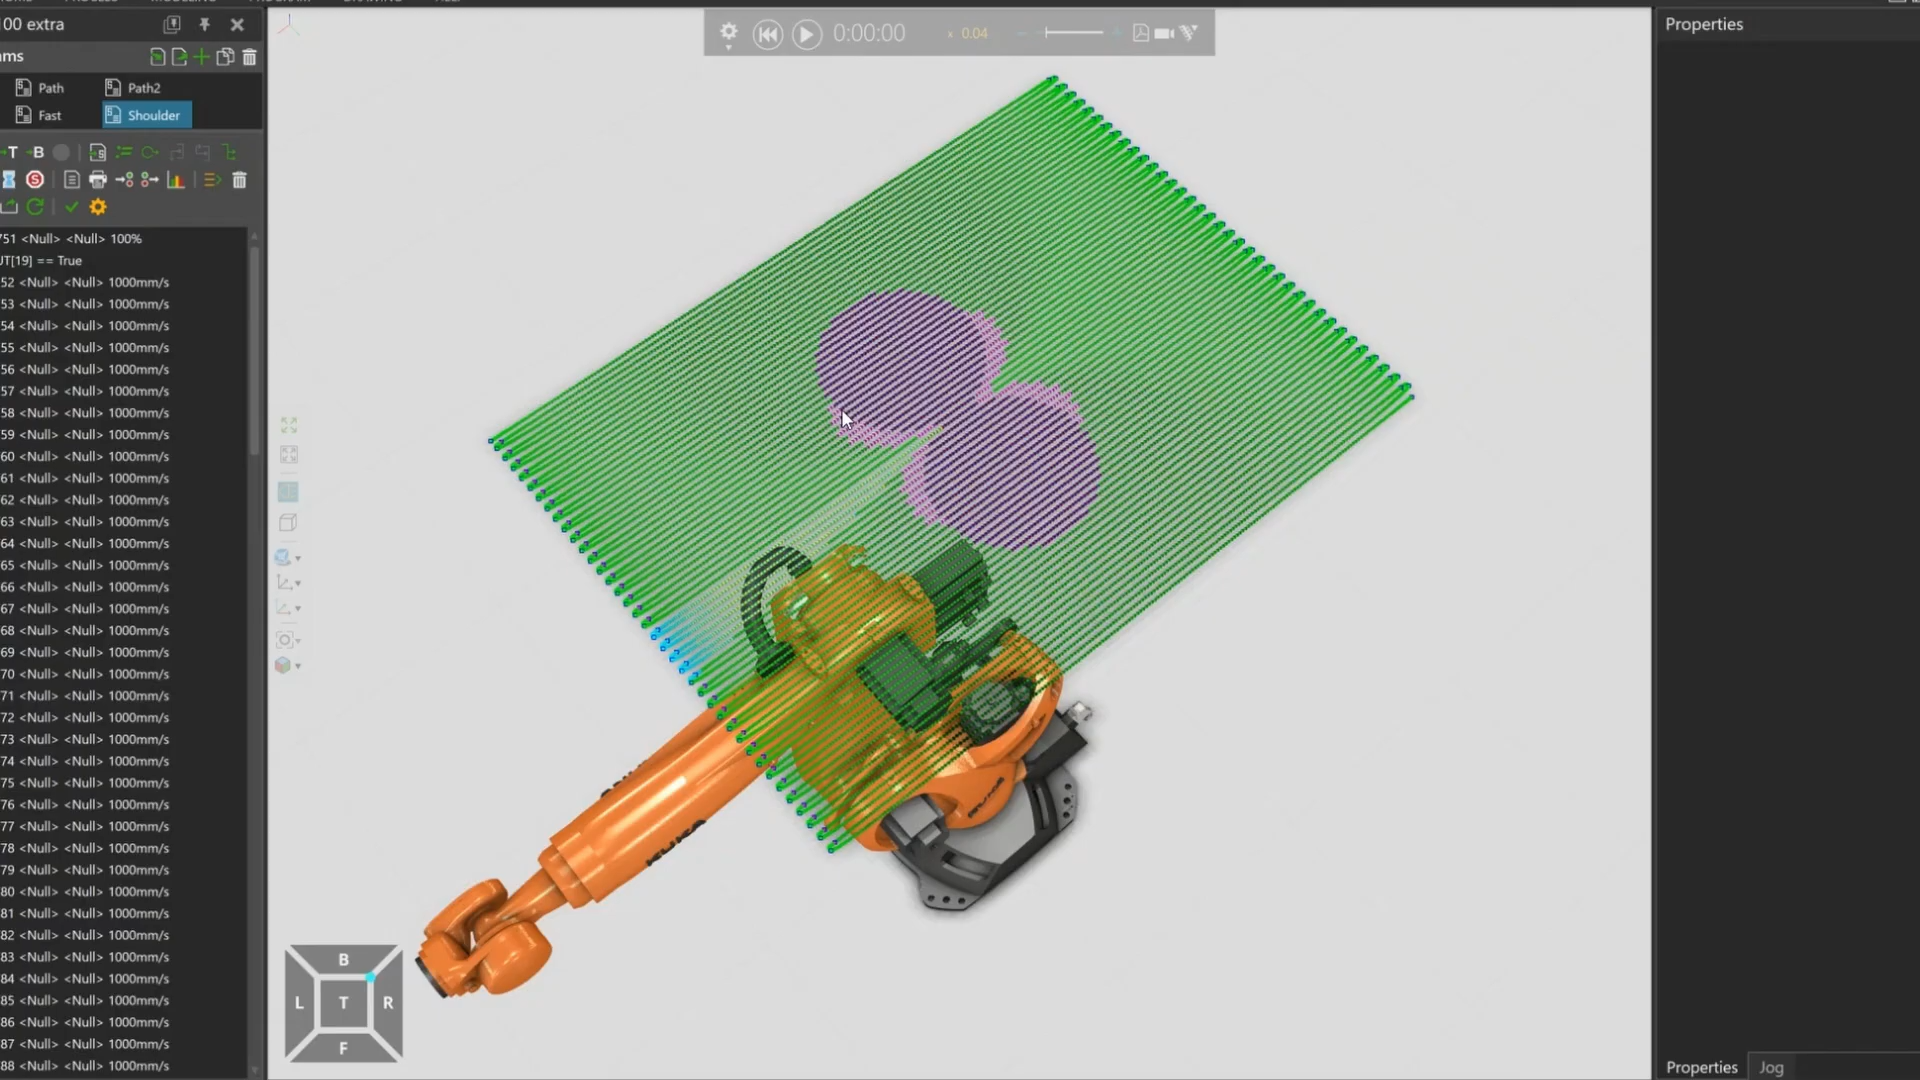 00 extra
ams
Path
Path2
Fast
Shoulder
T
B
751 <Null> <Null> 100%
UT[19] == True
52 <Null> <Null> 1000mm/s
53 <Null> <Null> 1000mm/s
54 <Null> <Null> 1000mm/s
55 <Null> <Null> 1000mm/s
56 <Null> <Null> 1000mm/s
57 <Null> <Null> 1000mm/s
58 <Null> <Null> 1000mm/s
59 <Null> <Null> 1000mm/s
60 <Null> <Null> 1000mm/s
61 <Null> <Null> 1000mm/s
62 <Null> <Null> 1000mm/s
63 <Null> <Null> 1000mm/s
64 <Null> <Null> 1000mm/s
65 <Null> <Null> 1000mm/s
66 <Null> <Null> 1000mm/s
67 <Null> <Null> 1000mm/s
68 <Null> <Null> 1000mm/s
69 <Null> <Null> 1000mm/s
70 <Null> <Null> 1000mm/s
71 <Null> <Null> 1000mm/s
72 <Null> <Null> 1000mm/s
73 <Null> <Null> 1000mm/s
74 <Null> <Null> 1000mm/s
75 <Null> <Null> 1000mm/s
76 <Null> <Null> 1000mm/s
77 <Null> <Null> 1000mm/s
78 <Null> <Null> 1000mm/s
79 <Null> <Null> 1000mm/s
80 <Null> <Null> 1000mm/s
81 <Null> <Null> 1000mm/s
82 <Null> <Null> 1000mm/s
83 <Null> <Null> 1000mm/s
84 <Null> <Null> 1000mm/s
85 <Null> <Null> 1000mm/s
86 <Null> <Null> 1000mm/s
87 <Null> <Null> 1000mm/s
88 <Null> <Null> 1000mm/s
0:00:00
x 0.04
KUKA
B
L T R
F
Properties
Properties
Jog